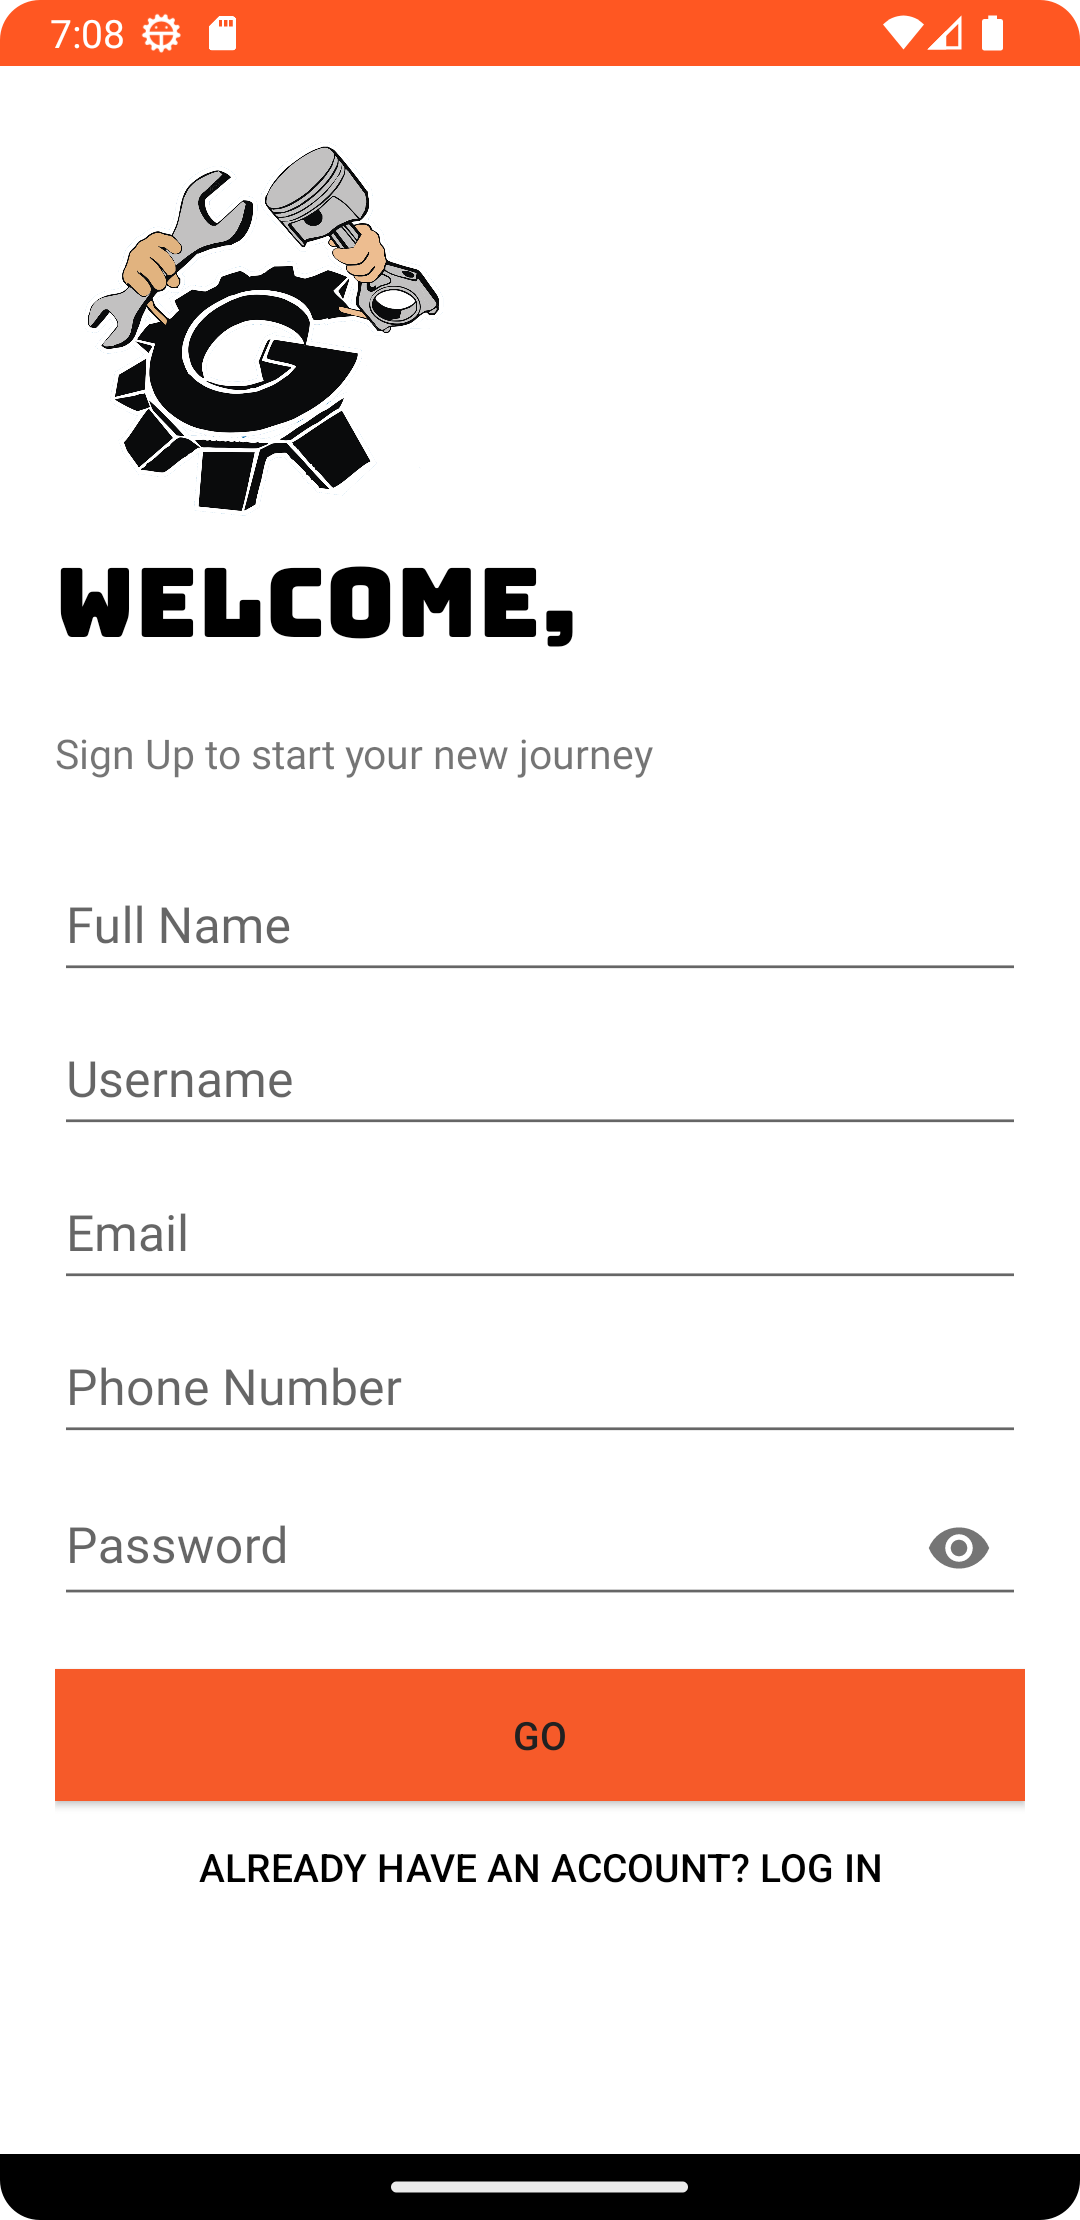 7:08
G
WELCOME,
Sign Up to start your new journey
Full Name
Username
Email
Phone Number
Password
GO
ALREADY HAVE AN ACCOUNT? LOG IN